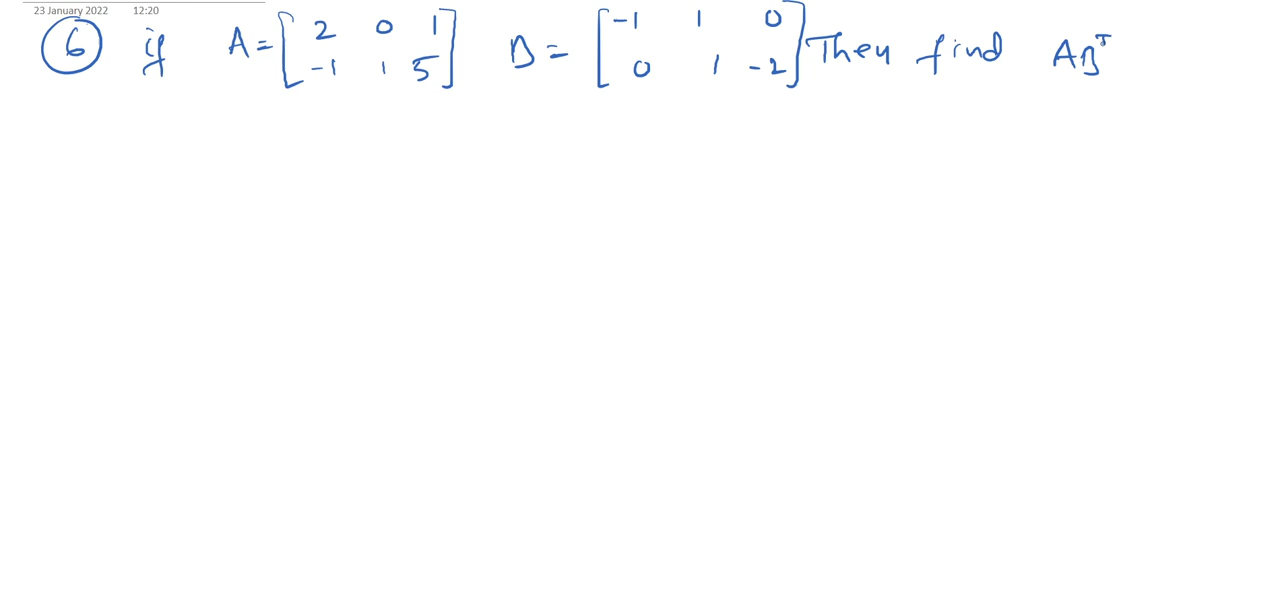 23 January 2022 12:20
6 if A = [ 2 0 1 B = [ -1 1 0 Then find ABᵀ
-1 1 5 ] 0 1 -2 ]